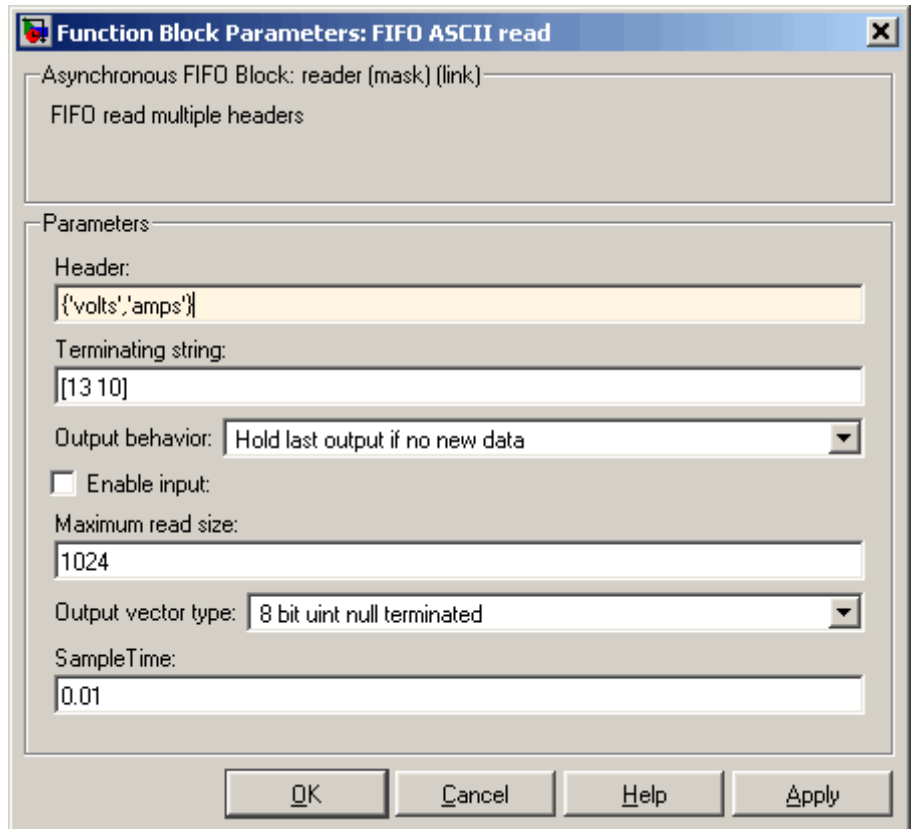 Function Block Parameters: FIFO ASCII read
Asynchronous FIFO Block: reader (mask) (link)
FIFO read multiple headers
Parameters
Header:
{'volts','amps'}
Terminating string:
[13 10]
Output behavior: Hold last output if no new data
Enable input:
Maximum read size:
1024
Output vector type: 8 bit uint null terminated
SampleTime:
0.01
OK Cancel Help Apply